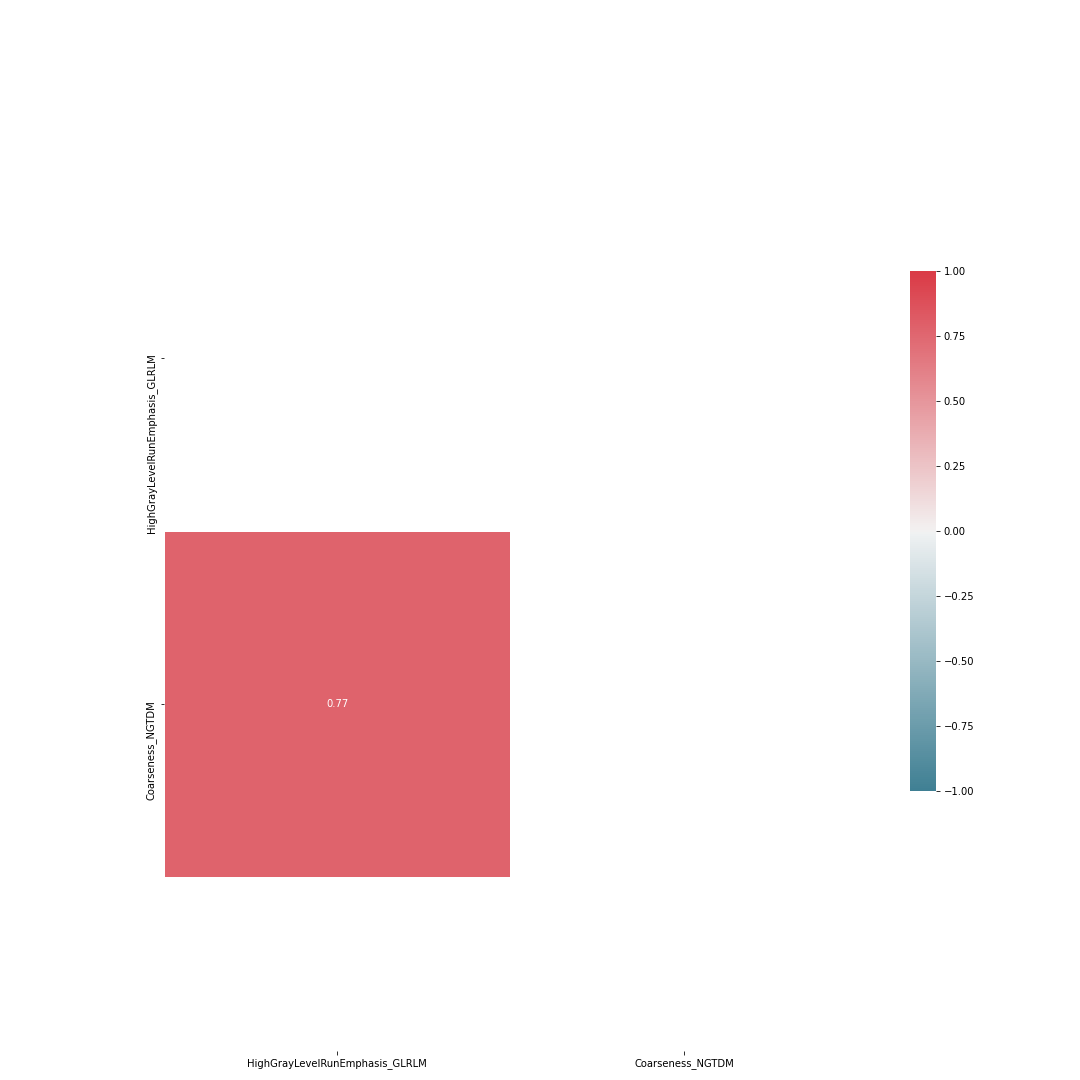 HighGrayLevelRunEmphasis_GLRLM
Coarseness_NGTDM
0.77
HighGrayLevelRunEmphasis_GLRLM
Coarseness_NGTDM
1.00
0.75
0.50
0.25
0.00
−0.25
−0.50
−0.75
−1.00